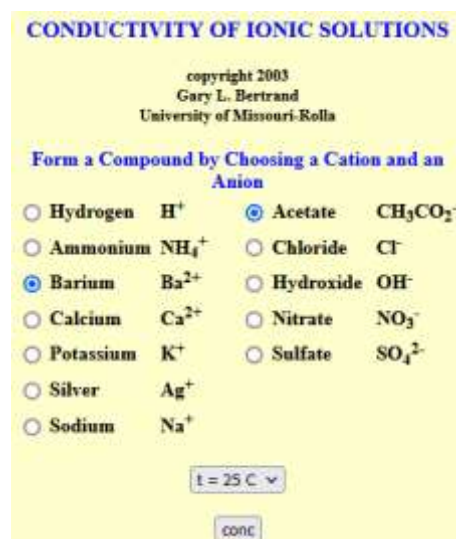 CONDUCTIVITY OF IONIC SOLUTIONS
copyright 2003
Gary L. Bertrand
University of Missouri-Rolla
Form a Compound by Choosing a Cation and an
Anion
Hydrogen H⁺ Acetate CH₃CO₂⁻
Ammonium NH₄⁺ Chloride Cl⁻
Barium Ba²⁺ Hydroxide OH⁻
Calcium Ca²⁺ Nitrate NO₃⁻
Potassium K⁺ Sulfate SO₄²⁻
Silver Ag⁺
Sodium Na⁺
t = 25 C
conc